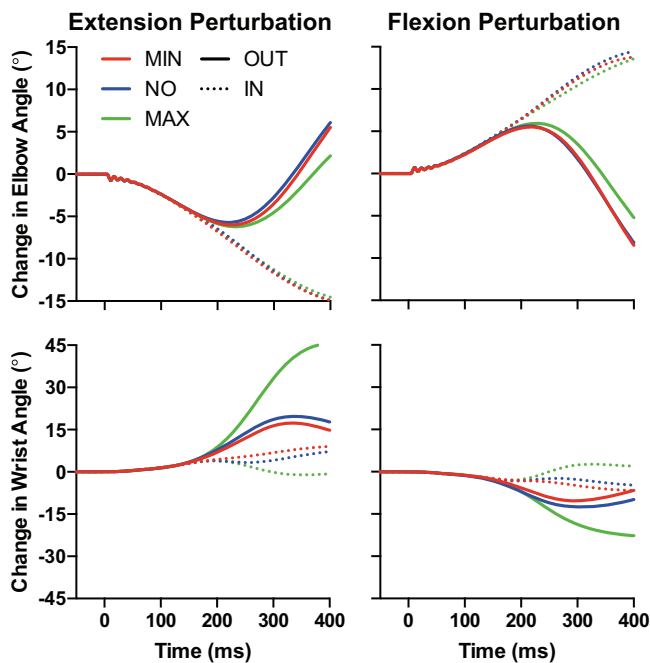 Extension Perturbation
Flexion Perturbation
Change in Elbow Angle (°)
15
10
5
0
-5
-10
-15
MIN
OUT
NO
IN
MAX
Change in Wrist Angle (°)
45
30
15
0
-15
-30
-45
0
100
200
300
400
0
100
200
300
400
Time (ms)
Time (ms)